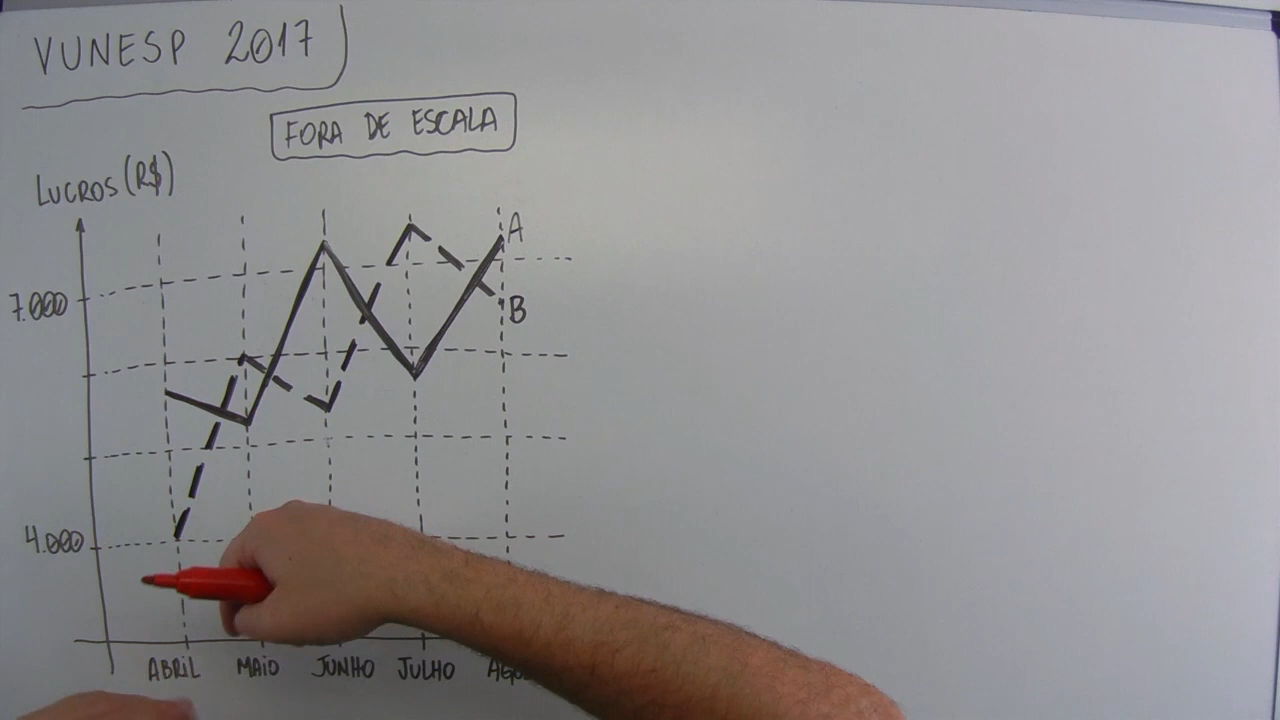 VUNESP 2017
FORA DE ESCALA
LUCROS (R$)
A
7.000
B
4.000
ABRIL MAIO JUNHO JULHO